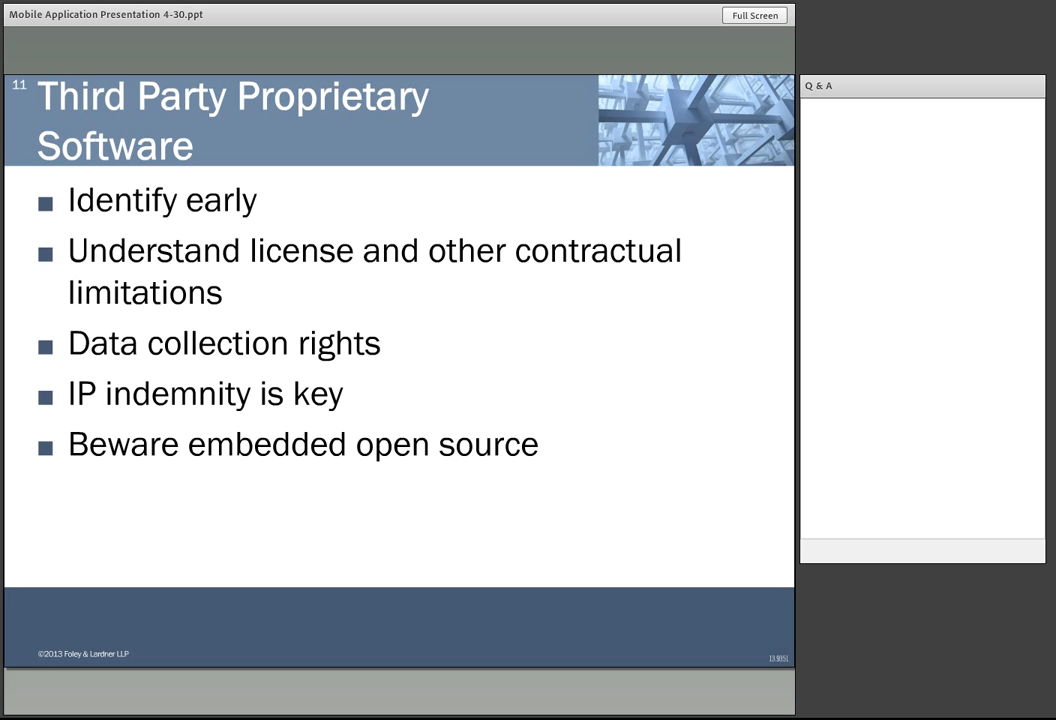 Mobile Application Presentation 4-30.ppt
Full Screen
11
Third Party Proprietary
Software
Q & A
Identify early
Understand license and other contractual
limitations
Data collection rights
IP indemnity is key
Beware embedded open source
©2013 Foley & Lardner LLP